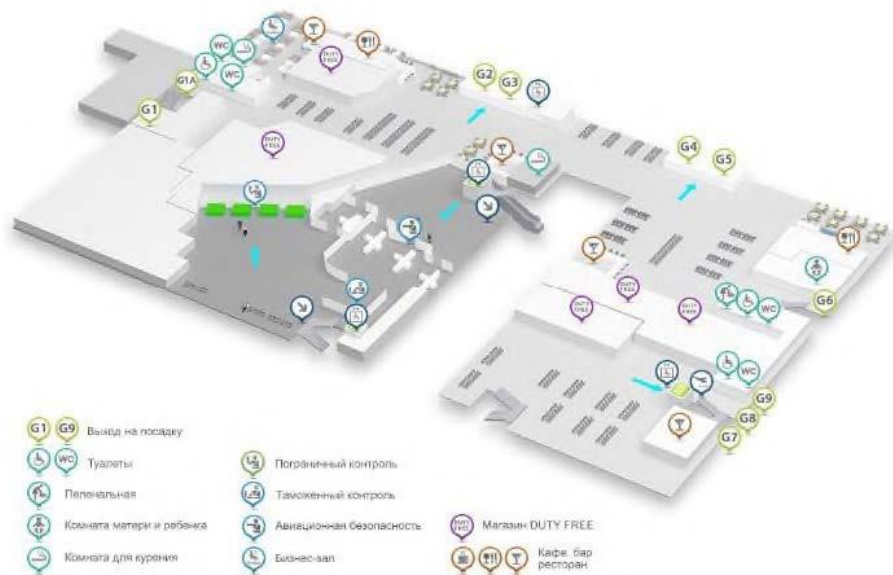 WC
DUTY FREE
G2
G3
G1A
WC
G1
DUTY FREE
G4
G5
DUTY FREE
G6
DUTY FREE
DUTY FREE
WC
WC
G9
G8
G7
G1 G9 Выход на посадку
WC Туалеты
Пеленальная
Комната матери и ребенка
Комната для курения
Пограничный контроль
Таможенный контроль
Авиационная безопасность
Бизнес-зал
DUTY FREE Магазин DUTY FREE
Кафе бар
ресторан